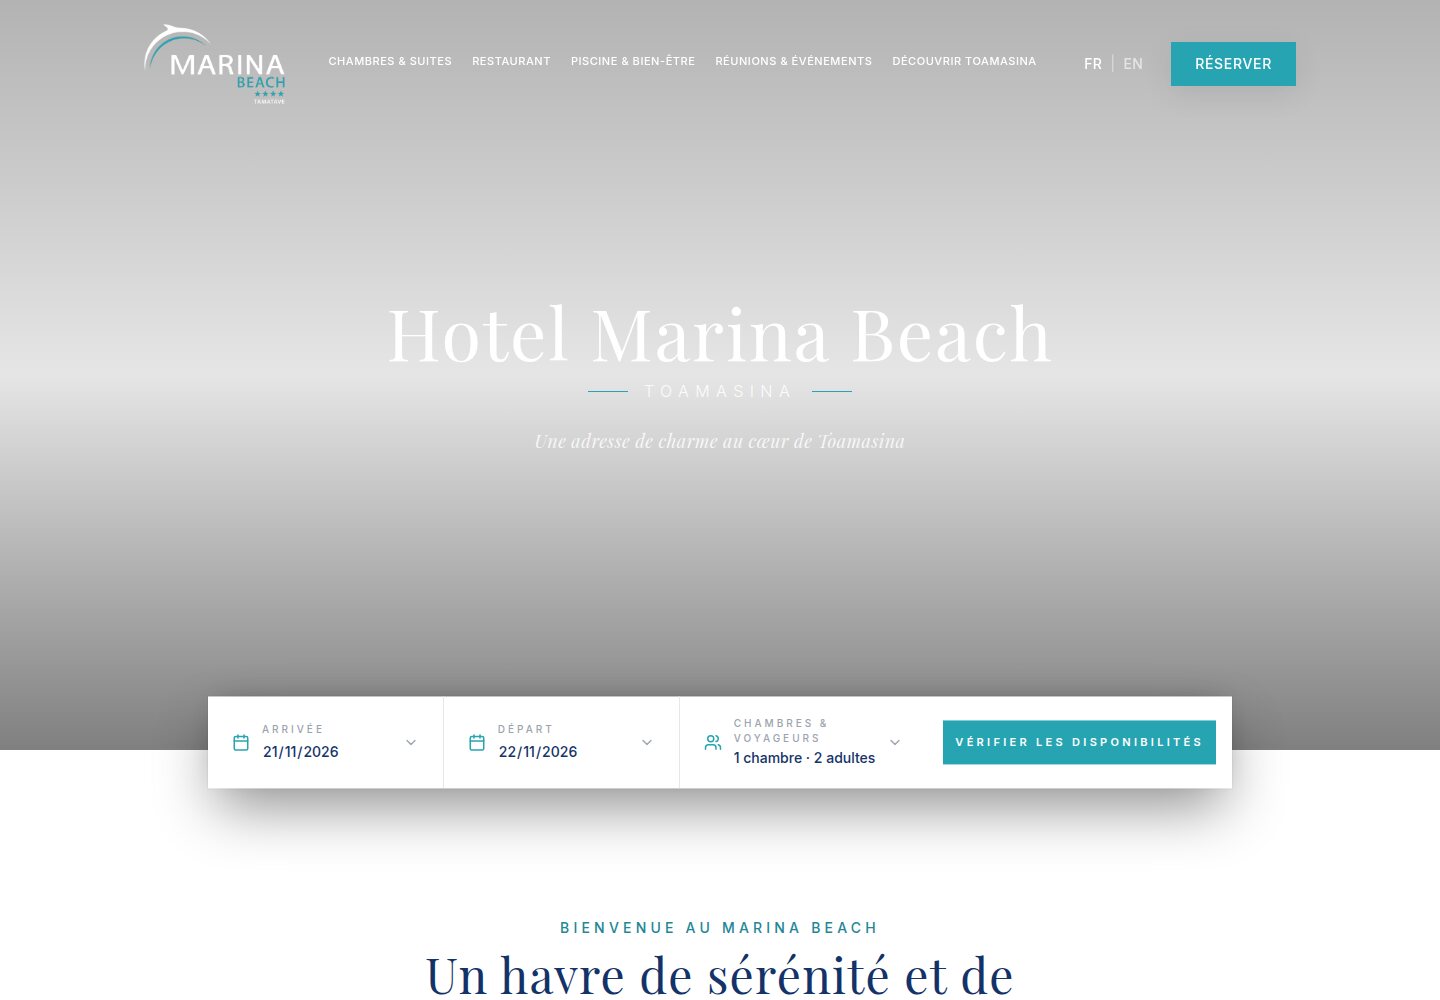 MARINA
BEACH
★★★★
TAMATAVE
CHAMBRES & SUITES RESTAURANT PISCINE & BIEN-ÊTRE RÉUNIONS & ÉVÉNEMENTS DÉCOUVRIR TOAMASINA FR | EN RÉSERVER
Hotel Marina Beach
TOAMASINA
Une adresse de charme au cœur de Toamasina
ARRIVÉE
21/11/2026
DÉPART
22/11/2026
CHAMBRES &
VOYAGEURS
1 chambre · 2 adultes
VÉRIFIER LES DISPONIBILITÉS
BIENVENUE AU MARINA BEACH
Un havre de sérénité et de